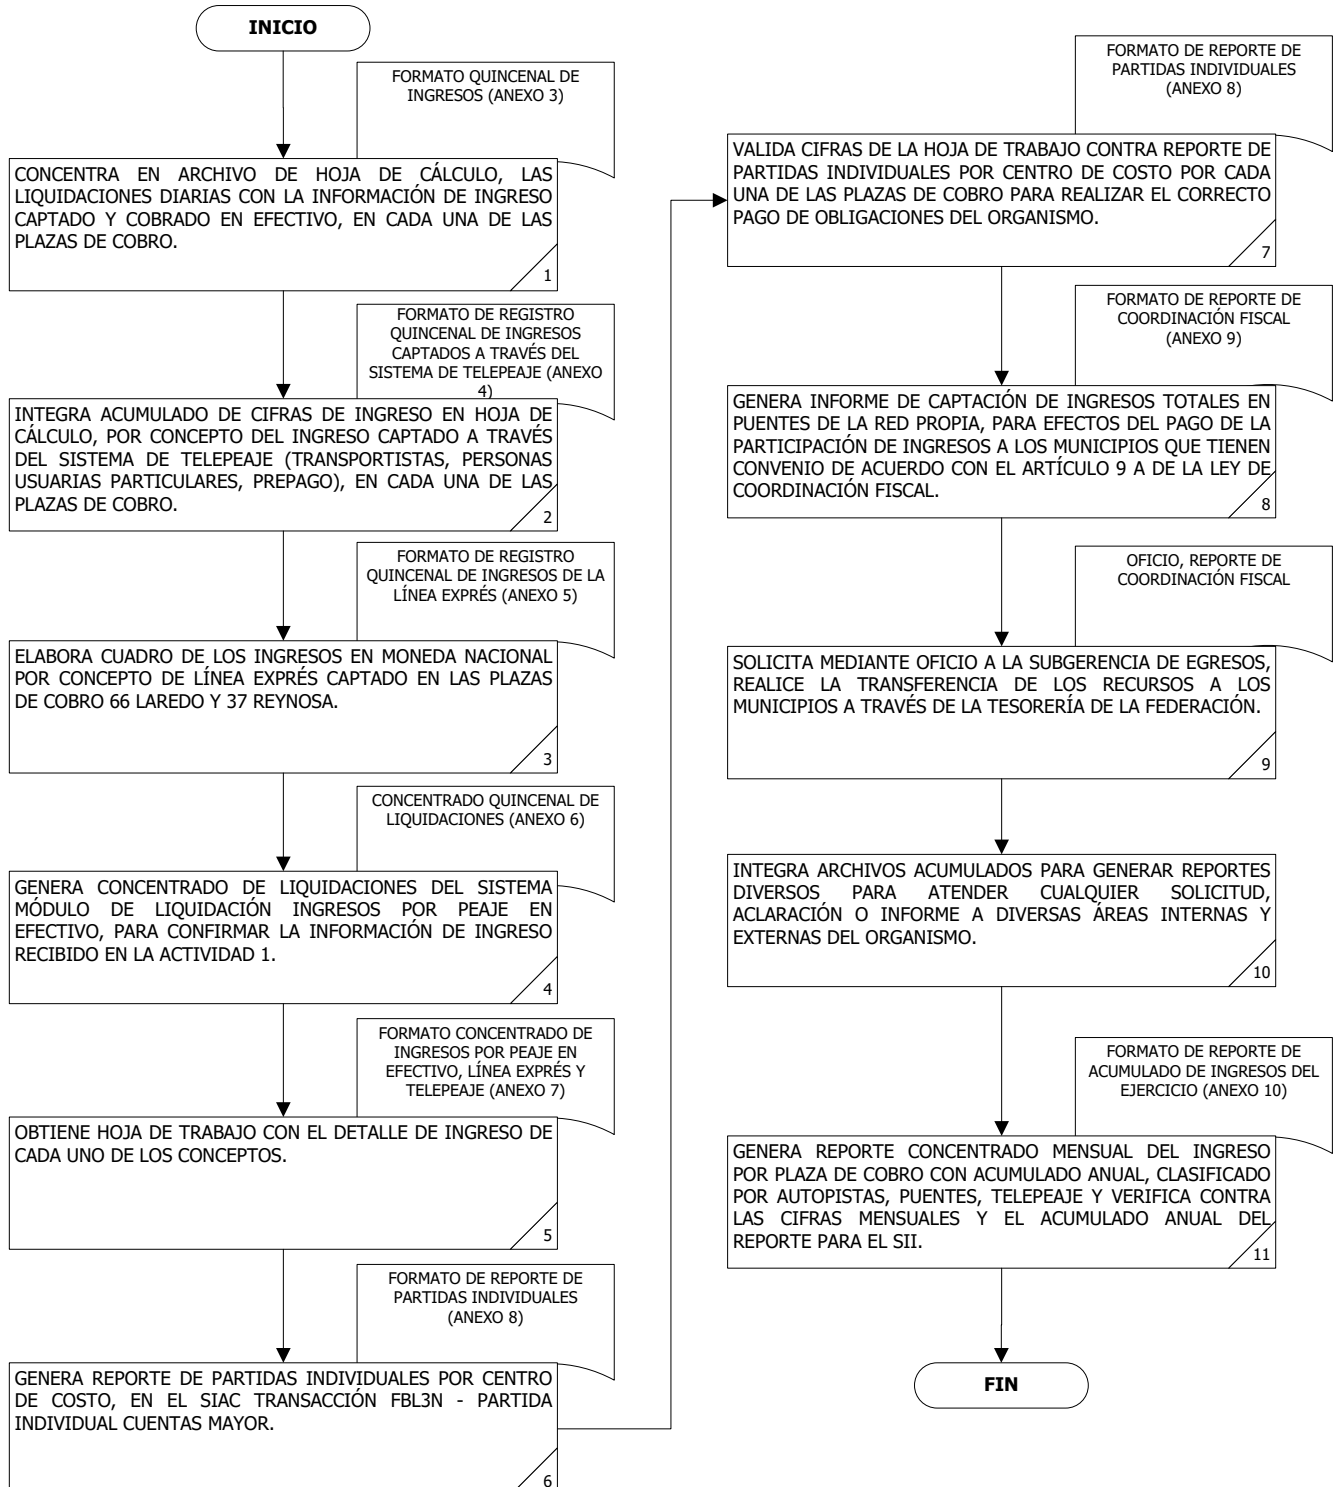 INICIO
FORMATO QUINCENAL DE
INGRESOS (ANEXO 3)
CONCENTRA EN ARCHIVO DE HOJA DE CÁLCULO, LAS
LIQUIDACIONES DIARIAS CON LA INFORMACIÓN DE INGRESO
CAPTADO Y COBRADO EN EFECTIVO, EN CADA UNA DE LAS
PLAZAS DE COBRO.
1
FORMATO DE REGISTRO
QUINCENAL DE INGRESOS
CAPTADOS A TRAVÉS DEL
SISTEMA DE TELEPEAJE (ANEXO
4)
INTEGRA ACUMULADO DE CIFRAS DE INGRESO EN HOJA DE
CÁLCULO, POR CONCEPTO DEL INGRESO CAPTADO A TRAVÉS
DEL SISTEMA DE TELEPEAJE (TRANSPORTISTAS, PERSONAS
USUARIAS PARTICULARES, PREPAGO), EN CADA UNA DE LAS
PLAZAS DE COBRO.
2
FORMATO DE REGISTRO
QUINCENAL DE INGRESOS DE LA
LÍNEA EXPRÉS (ANEXO 5)
ELABORA CUADRO DE LOS INGRESOS EN MONEDA NACIONAL
POR CONCEPTO DE LÍNEA EXPRÉS CAPTADO EN LAS PLAZAS
DE COBRO 66 LAREDO Y 37 REYNOSA.
3
CONCENTRADO QUINCENAL DE
LIQUIDACIONES (ANEXO 6)
GENERA CONCENTRADO DE LIQUIDACIONES DEL SISTEMA
MÓDULO DE LIQUIDACIÓN INGRESOS POR PEAJE EN
EFECTIVO, PARA CONFIRMAR LA INFORMACIÓN DE INGRESO
RECIBIDO EN LA ACTIVIDAD 1.
4
FORMATO CONCENTRADO DE
INGRESOS POR PEAJE EN
EFECTIVO, LÍNEA EXPRÉS Y
TELEPEAJE (ANEXO 7)
OBTIENE HOJA DE TRABAJO CON EL DETALLE DE INGRESO DE
CADA UNO DE LOS CONCEPTOS.
5
FORMATO DE REPORTE DE
PARTIDAS INDIVIDUALES
(ANEXO 8)
GENERA REPORTE DE PARTIDAS INDIVIDUALES POR CENTRO
DE COSTO, EN EL SIAC TRANSACCIÓN FBL3N - PARTIDA
INDIVIDUAL CUENTAS MAYOR.
6
FORMATO DE REPORTE DE
PARTIDAS INDIVIDUALES
(ANEXO 8)
VALIDA CIFRAS DE LA HOJA DE TRABAJO CONTRA REPORTE DE
PARTIDAS INDIVIDUALES POR CENTRO DE COSTO POR CADA
UNA DE LAS PLAZAS DE COBRO PARA REALIZAR EL CORRECTO
PAGO DE OBLIGACIONES DEL ORGANISMO.
7
FORMATO DE REPORTE DE
COORDINACIÓN FISCAL
(ANEXO 9)
GENERA INFORME DE CAPTACIÓN DE INGRESOS TOTALES EN
PUENTES DE LA RED PROPIA, PARA EFECTOS DEL PAGO DE LA
PARTICIPACIÓN DE INGRESOS A LOS MUNICIPIOS QUE TIENEN
CONVENIO DE ACUERDO CON EL ARTÍCULO 9 A DE LA LEY DE
COORDINACIÓN FISCAL.
8
OFICIO, REPORTE DE
COORDINACIÓN FISCAL
SOLICITA MEDIANTE OFICIO A LA SUBGERENCIA DE EGRESOS,
REALICE LA TRANSFERENCIA DE LOS RECURSOS A LOS
MUNICIPIOS A TRAVÉS DE LA TESORERÍA DE LA FEDERACIÓN.
9
INTEGRA ARCHIVOS ACUMULADOS PARA GENERAR REPORTES
DIVERSOS PARA ATENDER CUALQUIER SOLICITUD,
ACLARACIÓN O INFORME A DIVERSAS ÁREAS INTERNAS Y
EXTERNAS DEL ORGANISMO.
10
FORMATO DE REPORTE DE
ACUMULADO DE INGRESOS DEL
EJERCICIO (ANEXO 10)
GENERA REPORTE CONCENTRADO MENSUAL DEL INGRESO
POR PLAZA DE COBRO CON ACUMULADO ANUAL, CLASIFICADO
POR AUTOPISTAS, PUENTES, TELEPEAJE Y VERIFICA CONTRA
LAS CIFRAS MENSUALES Y EL ACUMULADO ANUAL DEL
REPORTE PARA EL SII.
11
FIN